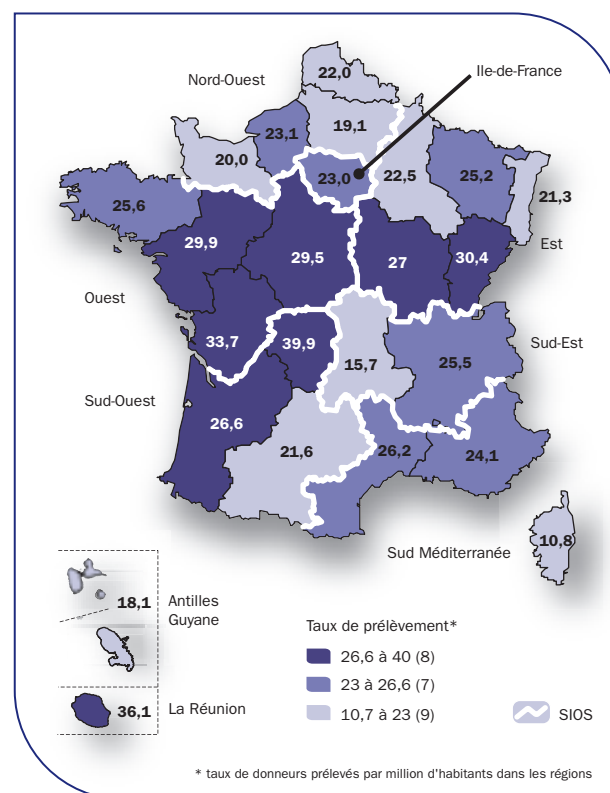 22,0
Ile-de-France
Nord-Ouest
19,1
23,1
20,0
23,0
22,5
25,2
21,3
25,6
29,9
29,5
27
30,4
Est
Ouest
33,7
39,9
15,7
25,5
Sud-Est
Sud-Ouest
26,6
21,6
26,2
24,1
Sud Méditerranée
10,8
18,1
Antilles
Guyane
36,1
La Réunion
Taux de prélèvement*
26,6 à 40 (8)
23 à 26,6 (7)
10,7 à 23 (9)
SIOS
* taux de donneurs prélevés par million d'habitants dans les régions